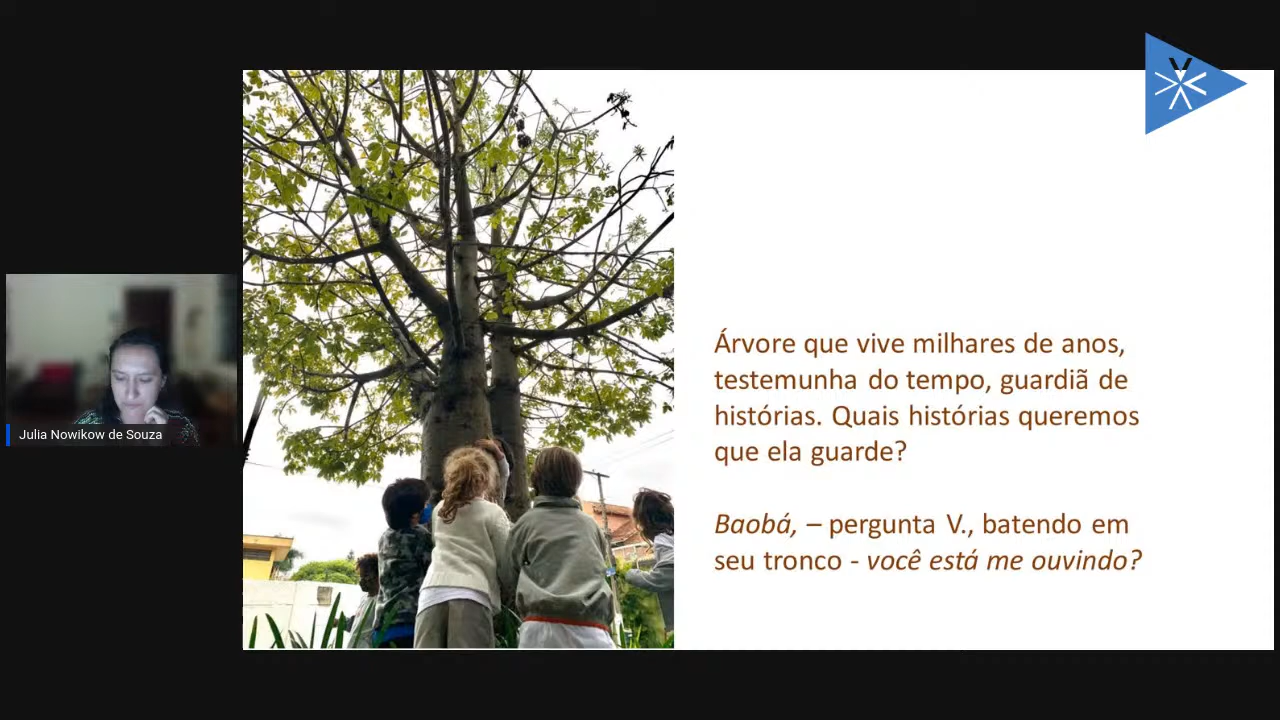 Árvore que vive milhares de anos,
testemunha do tempo, guardiã de
histórias. Quais histórias queremos
que ela guarde?
Baobá, – pergunta V., batendo em
seu tronco - você está me ouvindo?
Julia Nowikow de Souza